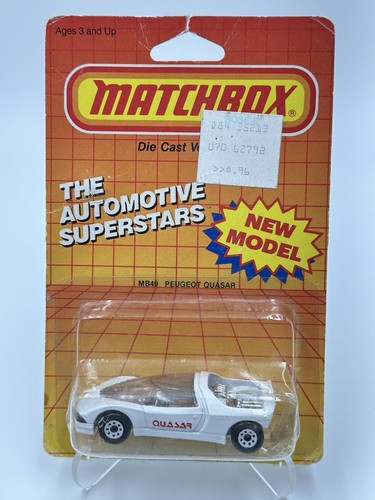 Ages 3 and Up
MATCHBOX®
Die Cast
084 35213
070 62792
>>0.96
THE
AUTOMOTIVE
SUPERSTARS
NEW
MODEL
MB49 PEUGEOT QUASAR
QUASAR